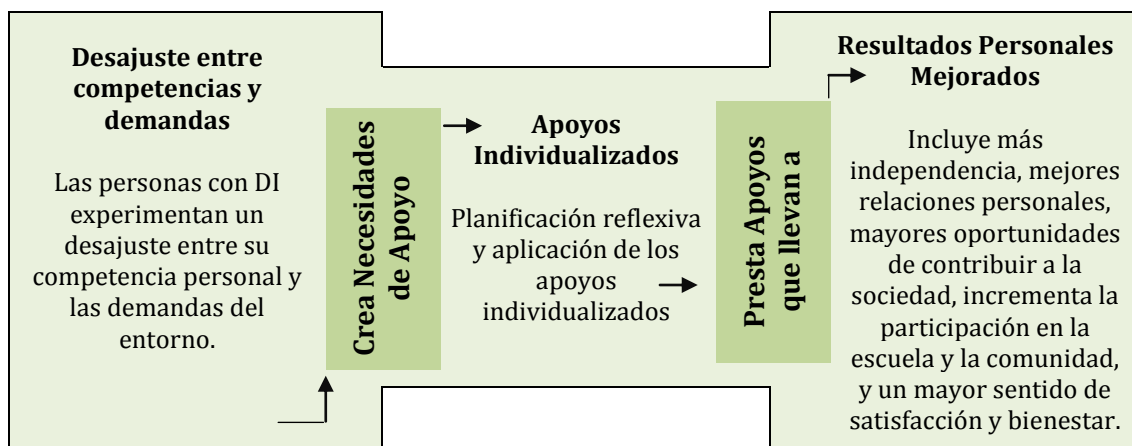 Desajuste entre
competencias y
demandas
Las personas con DI
experimentan un
desajuste entre su
competencia personal y
las demandas del
entorno.
Crea Necesidades
de Apoyo
Apoyos
Individualizados
Planificación reflexiva
y aplicación de los
apoyos
individualizados
Presta Apoyos
que llevan a
Resultados Personales
Mejorados
Incluye más
independencia, mejores
relaciones personales,
mayores oportunidades
de contribuir a la
sociedad, incrementa la
participación en la
escuela y la comunidad,
y un mayor sentido de
satisfacción y bienestar.